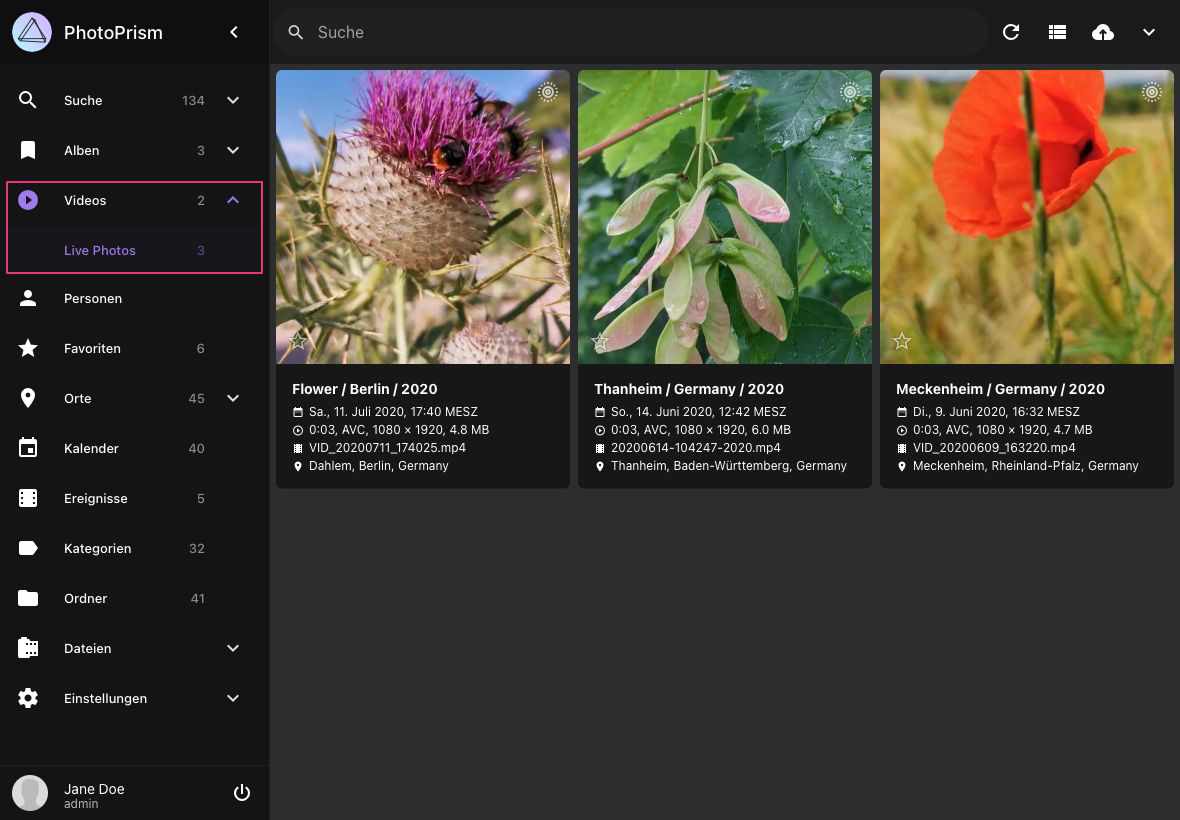 PhotoPrism
Suche
Suche 134
Alben 3
Videos 2
Live Photos 3
Personen
Favoriten 6
Orte 45
Kalender 40
Ereignisse 5
Kategorien 32
Ordner 41
Dateien
Einstellungen
Jane Doe
admin
Flower / Berlin / 2020
Sa., 11. Juli 2020, 17:40 MESZ
0:03, AVC, 1080 × 1920, 4.8 MB
VID_20200711_174025.mp4
Dahlem, Berlin, Germany
Thanheim / Germany / 2020
So., 14. Juni 2020, 12:42 MESZ
0:03, AVC, 1080 × 1920, 6.0 MB
20200614-104247-2020.mp4
Thanheim, Baden-Württemberg, Germany
Meckenheim / Germany / 2020
Di., 9. Juni 2020, 16:32 MESZ
0:03, AVC, 1080 × 1920, 4.7 MB
VID_20200609_163220.mp4
Meckenheim, Rheinland-Pfalz, Germany